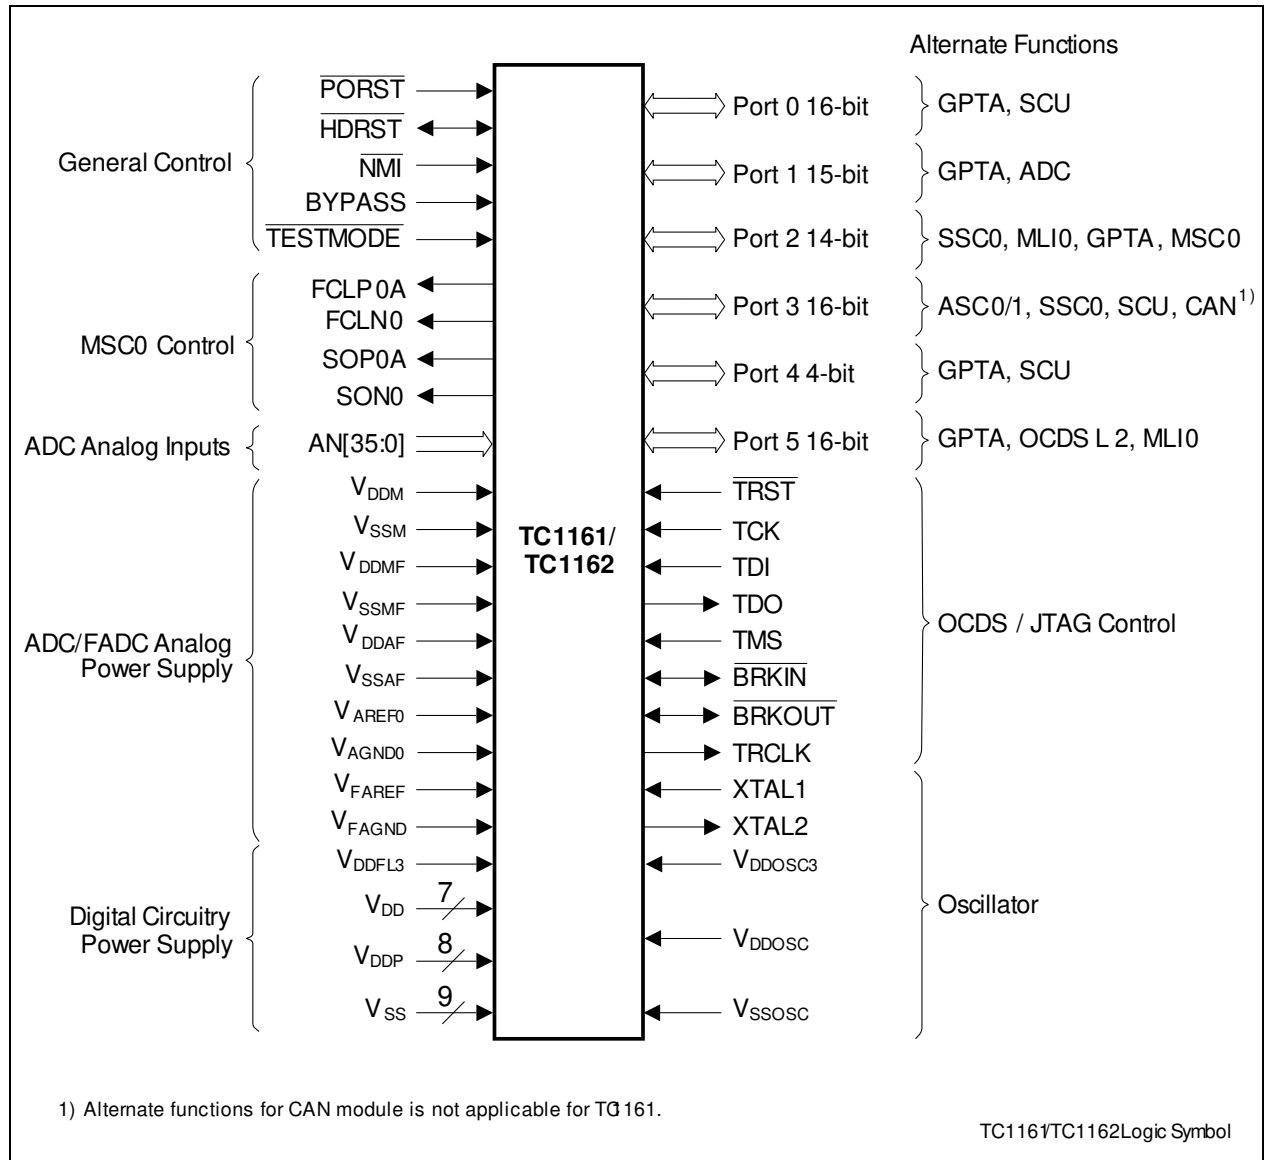 Alternate Functions
General Control
PORST
HDRST
NMI
BYPASS
TESTMODE
MSC0 Control
FCLP0A
FCLN0
SOP0A
SON0
ADC Analog Inputs
AN[35:0]
ADC/FADC Analog
Power Supply
VDDM
VSSM
VDDMF
VSSMF
VDDAF
VSSAF
VAREF0
VAGND0
VFAREF
VFAGND
Digital Circuitry
Power Supply
VDDFL3
VDD 7
VDDP 8
VSS 9
TC1161/
TC1162
Port 0 16-bit GPTA, SCU
Port 1 15-bit GPTA, ADC
Port 2 14-bit SSC0, MLI0, GPTA, MSC0
Port 3 16-bit ASC0/1, SSC0, SCU, CAN1)
Port 4 4-bit GPTA, SCU
Port 5 16-bit GPTA, OCDS L2, MLI0
TRST
TCK
TDI
TDO
TMS
BRKIN
BRKOUT
TRCLK
OCDS / JTAG Control
XTAL1
XTAL2
VDDOSC3
VDDOSC
VSSOSC
Oscillator
1) Alternate functions for CAN module is not applicable for TC1161.
TC1161/TC1162 Logic Symbol